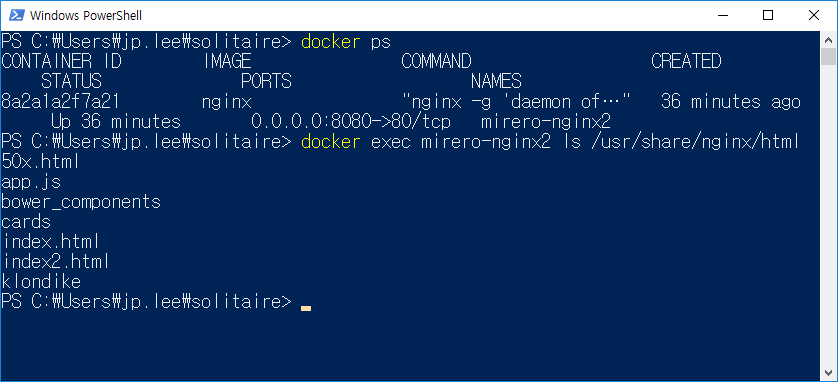 Windows PowerShell
PS C:₩Users₩jp.lee₩solitaire> docker ps
CONTAINER ID        IMAGE               COMMAND                  CREATED
    STATUS              PORTS                  NAMES
8a2a1a2f7a21        nginx               "nginx -g 'daemon of…"   36 minutes ago
     Up 36 minutes       0.0.0.0:8080->80/tcp   mirero-nginx2
PS C:₩Users₩jp.lee₩solitaire> docker exec mirero-nginx2 ls /usr/share/nginx/html
50x.html
app.js
bower_components
cards
index.html
index2.html
klondike
PS C:₩Users₩jp.lee₩solitaire>